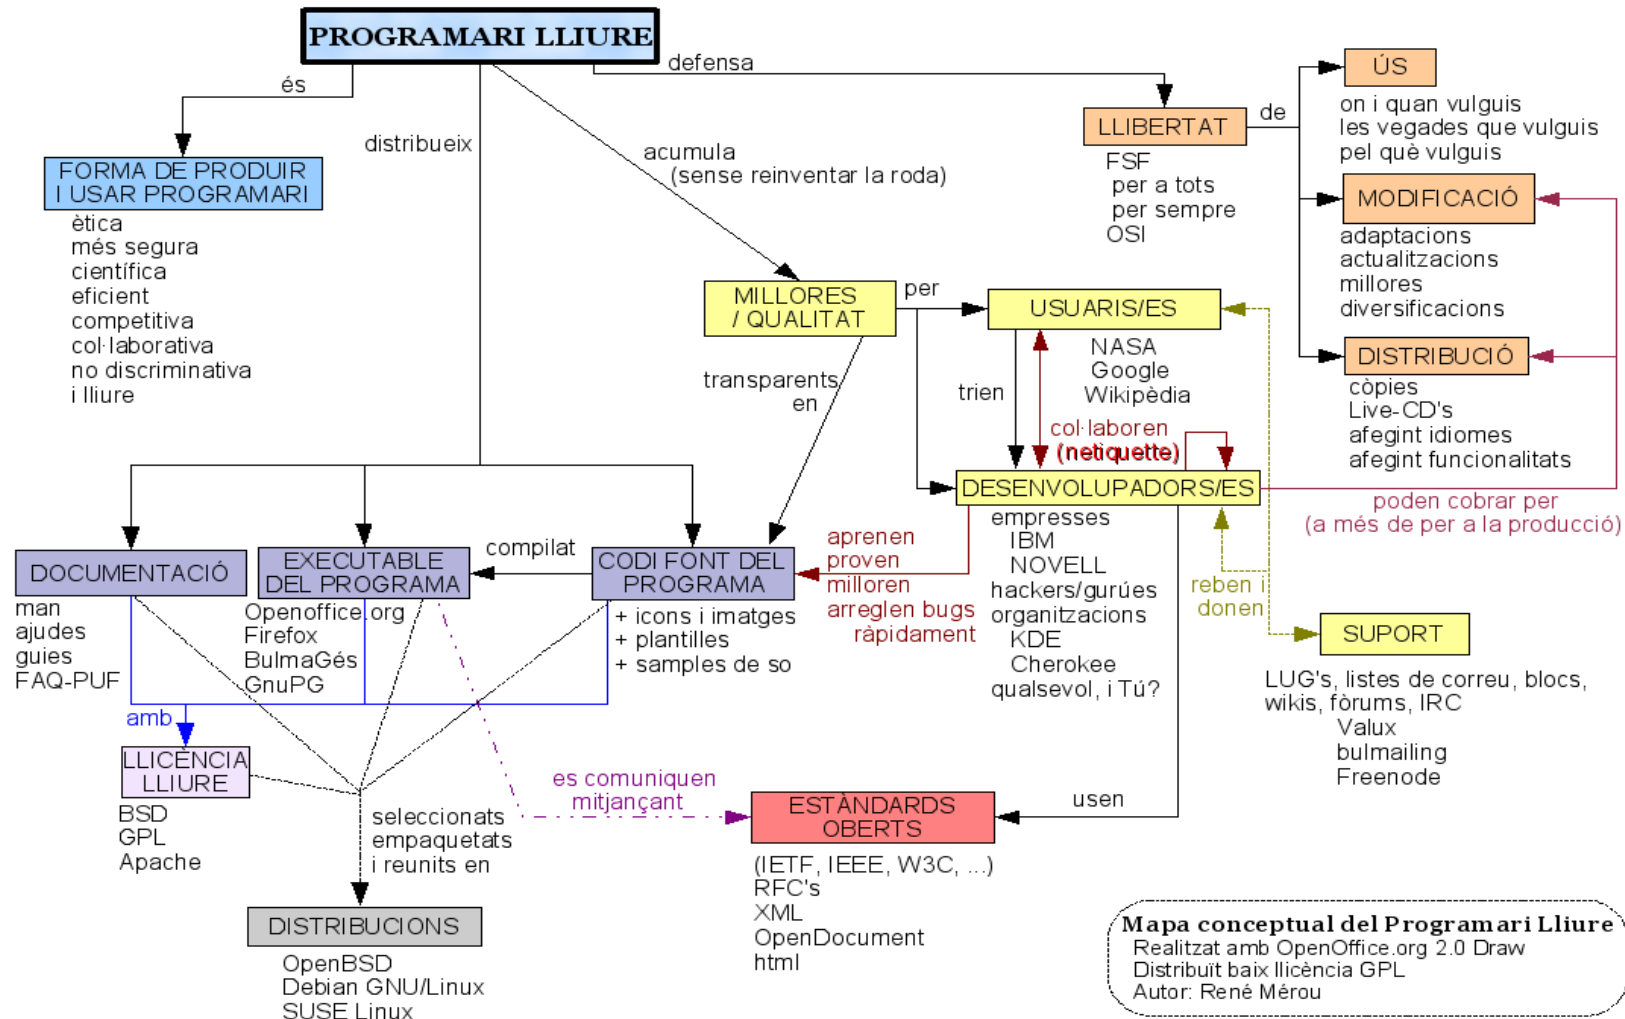 PROGRAMARI LLIURE
és
distribueix
acumula
(sense reinventar la roda)
defensa
FORMA DE PRODUIR
I USAR PROGRAMARI
ètica
més segura
científica
eficient
competitiva
col·laborativa
no discriminativa
i lliure
LLIBERTAT
FSF
per a tots
per sempre
OSI
de
ÚS
on i quan vulguis
les vegades que vulguis
pel què vulguis
MODIFICACIÓ
adaptacions
actualitzacions
millores
diversificacions
DISTRIBUCIÓ
còpies
Live-CD's
afegint idiomes
afegint funcionalitats
MILLORES
/ QUALITAT
per
transparents
en
USUARIS/ES
NASA
Google
Wikipèdia
trien
col·laboren
(netiquette)
DESENVOLUPADORS/ES
empresses
IBM
NOVELL
hackers/gurúes
organitzacions
KDE
Cherokee
qualsevol, i Tú?
poden cobrar per
(a més de per a la producció)
aprenen
proven
milloren
arreglen bugs
ràpidament
reben i
donen
SUPORT
LUG's, listes de correu, blocs,
wikis, fòrums, IRC
Valux
bulmailing
Freenode
DOCUMENTACIÓ
man
ajudes
guies
FAQ-PUF
EXECUTABLE
DEL PROGRAMA
Openoffice.org
Firefox
BulmaGés
GnuPG
compilat
CODI FONT DEL
PROGRAMA
+ icons i imatges
+ plantilles
+ samples de so
amb
LLICÈNCIA
LLIURE
BSD
GPL
Apache
seleccionats
empaquetats
i reunits en
DISTRIBUCIONS
OpenBSD
Debian GNU/Linux
SUSE Linux
es comuniquen
mitjançant
usen
ESTÀNDARDS
OBERTS
(IETF, IEEE, W3C, ...)
RFC's
XML
OpenDocument
html
Mapa conceptual del Programari Lliure
Realitzat amb OpenOffice.org 2.0 Draw
Distribuït baix llicència GPL
Autor: René Mérou